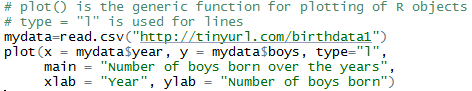 # plot() is the generic function for plotting of R objects
# type = "l" is used for lines
mydata=read.csv("http://tinyurl.com/birthdata1")
plot(x = mydata$year, y = mydata$boys, type="l",
main = "Number of boys born over the years",
xlab = "Year", ylab = "Number of boys born")